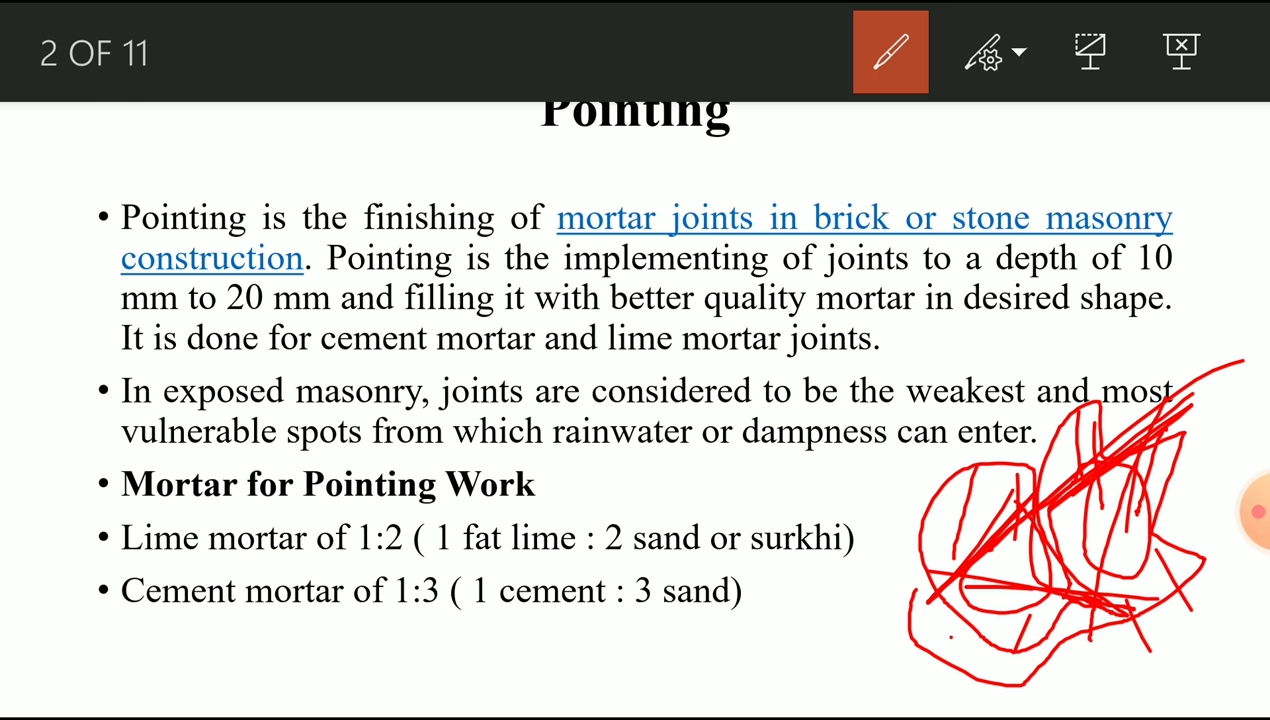 2 OF 11
Pointing
• Pointing is the finishing of mortar joints in brick or stone masonry
construction. Pointing is the implementing of joints to a depth of 10
mm to 20 mm and filling it with better quality mortar in desired shape.
It is done for cement mortar and lime mortar joints.
• In exposed masonry, joints are considered to be the weakest and most
vulnerable spots from which rainwater or dampness can enter.
• Mortar for Pointing Work
• Lime mortar of 1:2 ( 1 fat lime : 2 sand or surkhi)
• Cement mortar of 1:3 ( 1 cement : 3 sand)